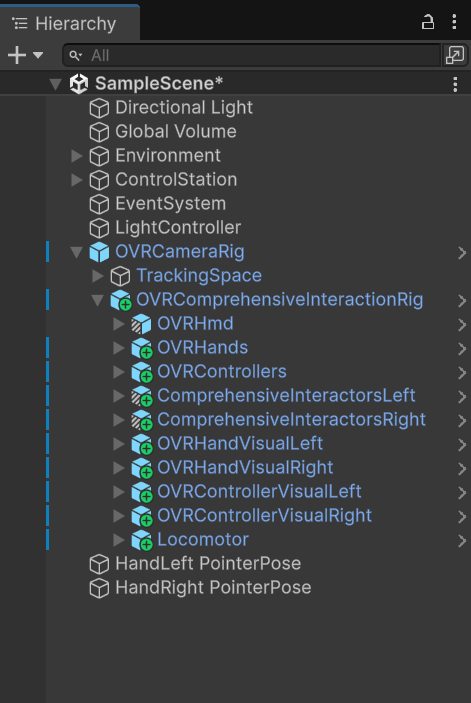 Hierarchy
All
SampleScene*
Directional Light
Global Volume
Environment
ControlStation
EventSystem
LightController
OVRCameraRig
TrackingSpace
OVRComprehensiveInteractionRig
OVRHmd
OVRHands
OVRControllers
ComprehensiveInteractorsLeft
ComprehensiveInteractorsRight
OVRHandVisualLeft
OVRHandVisualRight
OVRControllerVisualLeft
OVRControllerVisualRight
Locomotor
HandLeft PointerPose
HandRight PointerPose